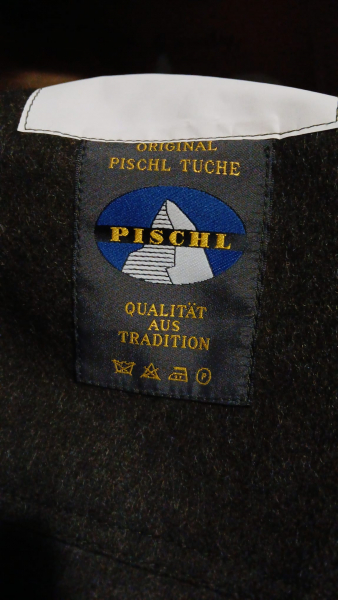 ORIGINAL
PISCHL TUCHE
PISCHL
QUALITÄT
AUS
TRADITION
P